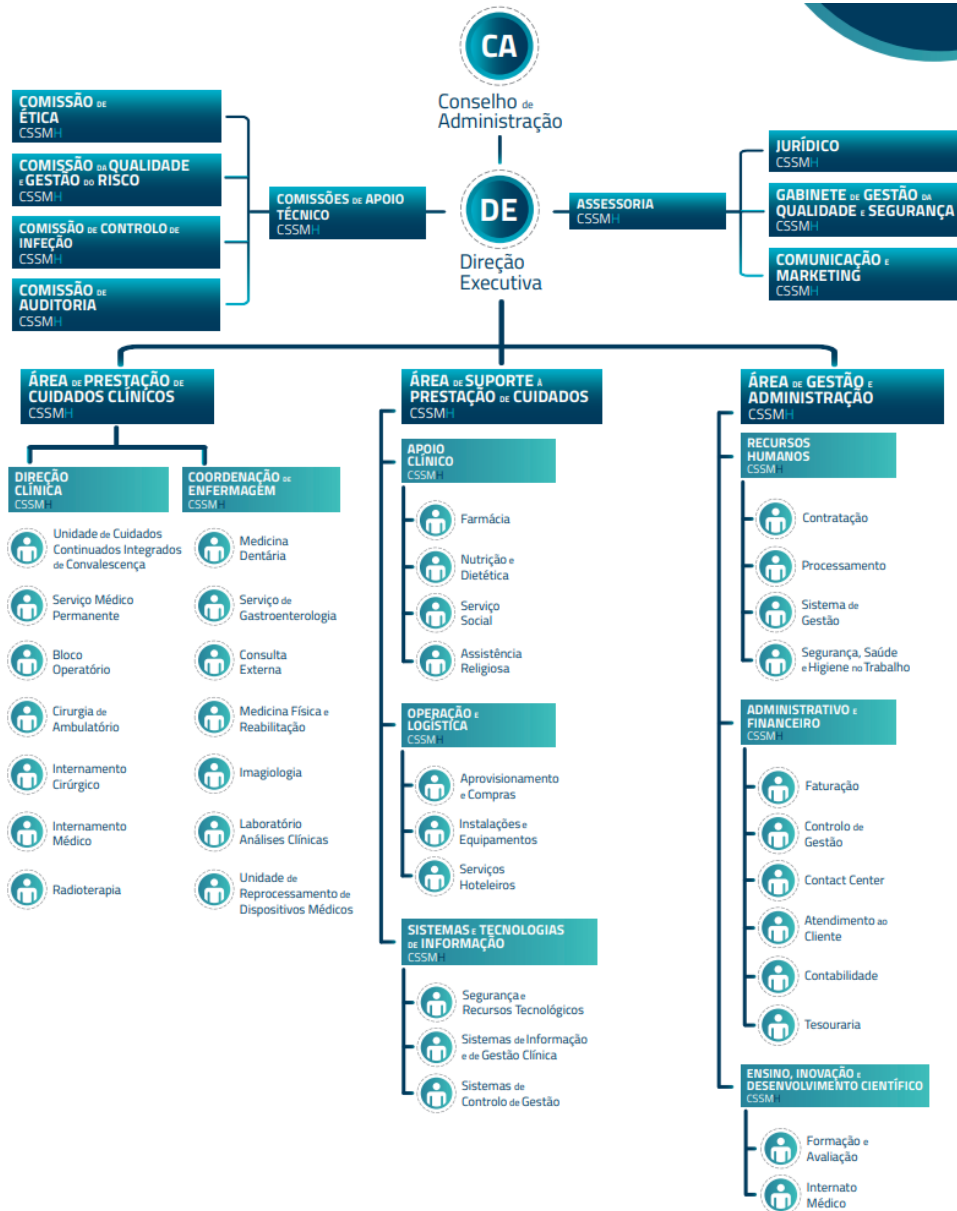 CA
Conselho de
Administração
COMISSÃO DE
ÉTICA
CSSMH
COMISSÃO DA QUALIDADE
E GESTÃO DO RISCO
CSSMH
COMISSÃO DE CONTROLO DE
INFEÇÃO
CSSMH
COMISSÃO DE
AUDITORIA
CSSMH
COMISSÕES DE APOIO
TÉCNICO
CSSMH
DE
Direção
Executiva
ASSESSORIA
CSSMH
JURÍDICO
CSSMH
GABINETE DE GESTÃO DA
QUALIDADE E SEGURANÇA
CSSMH
COMUNICAÇÃO E
MARKETING
CSSMH
ÁREA DE PRESTAÇÃO DE
CUIDADOS CLÍNICOS
CSSMH
DIREÇÃO
CLÍNICA
CSSMH
Unidade de Cuidados
Continuados Integrados
de Convalescença
Serviço Médico
Permanente
Bloco
Operatório
Cirurgia de
Ambulatório
Internamento
Cirúrgico
Internamento
Médico
Radioterapia
COORDENAÇÃO DE
ENFERMAGEM
CSSMH
Medicina
Dentária
Serviço de
Gastroenterologia
Consulta
Externa
Medicina Física e
Reabilitação
Imagiologia
Laboratório
Análises Clínicas
Unidade de
Reprocessamento de
Dispositivos Médicos
ÁREA DE SUPORTE À
PRESTAÇÃO DE CUIDADOS
CSSMH
APOIO
CLÍNICO
CSSMH
Farmácia
Nutrição e
Dietética
Serviço
Social
Assistência
Religiosa
OPERAÇÃO E
LOGÍSTICA
CSSMH
Aprovisionamento
e Compras
Instalações e
Equipamentos
Serviços
Hoteleiros
SISTEMAS E TECNOLOGIAS
DE INFORMAÇÃO
CSSMH
Segurança e
Recursos Tecnológicos
Sistemas de Informação
e de Gestão Clínica
Sistemas de
Controlo de Gestão
ÁREA DE GESTÃO E
ADMINISTRAÇÃO
CSSMH
RECURSOS
HUMANOS
CSSMH
Contratação
Processamento
Sistema de
Gestão
Segurança, Saúde
e Higiene no Trabalho
ADMINISTRATIVO E
FINANCEIRO
CSSMH
Faturação
Controlo de
Gestão
Contact Center
Atendimento ao
Cliente
Contabilidade
Tesouraria
ENSINO, INOVAÇÃO E
DESENVOLVIMENTO CIENTÍFICO
CSSMH
Formação e
Avaliação
Internato
Médico